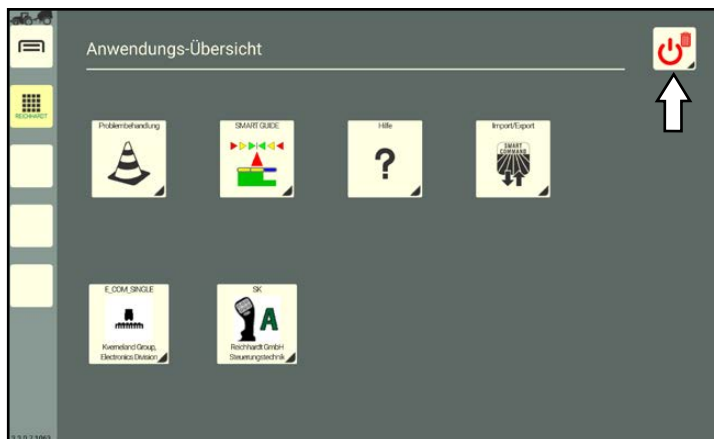 Anwendungs-Übersicht
REICHHARDT
Problembehandlung
SMART GUIDE
Hilfe
?
Import/Export
SMART
COMMAND
E_COM_SINGLE
Kverneland Group,
Electronics Division
SK
A
Reichhardt GmbH
Steuerungstechnik